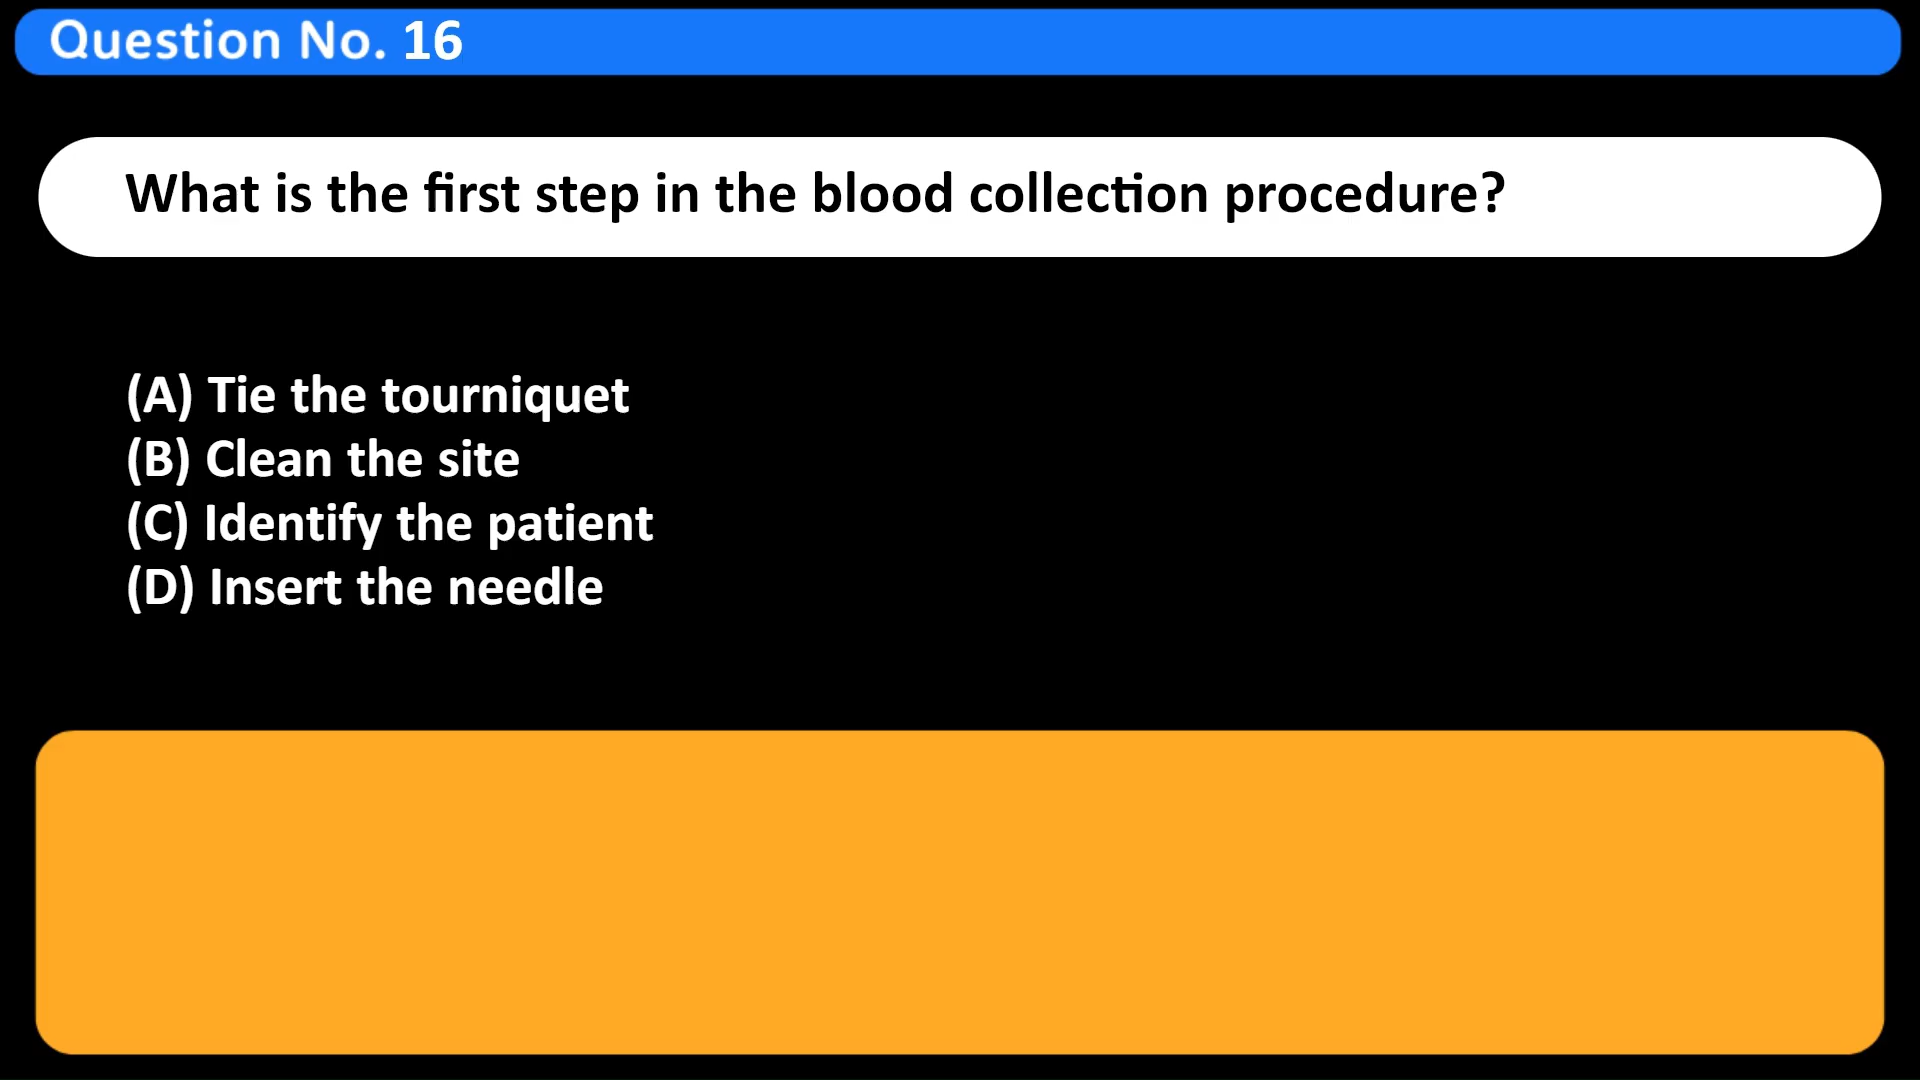 Question No. 16
What is the first step in the blood collection procedure?
(A) Tie the tourniquet
(B) Clean the site
(C) Identify the patient
(D) Insert the needle